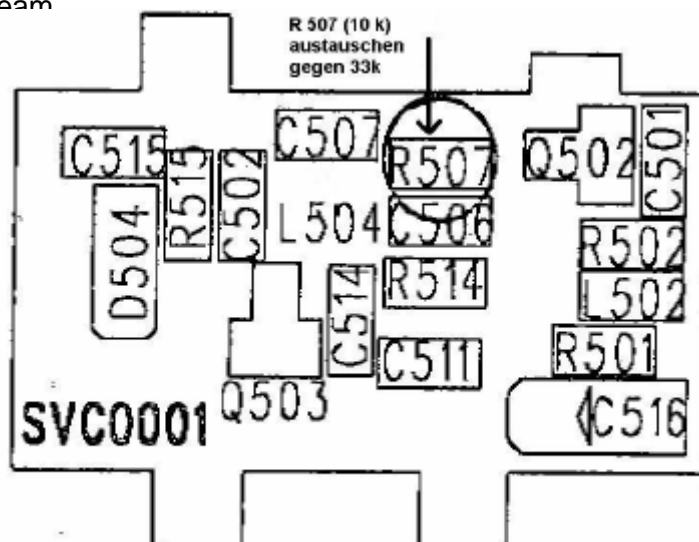 eam
R 507 (10 k)
austauschen
gegen 33k
C507
C515
R515
C502
R507
Q502
C501
D504
L504
C506
R502
C514
R514
L502
C511
R501
Q503
SVC0001
C516